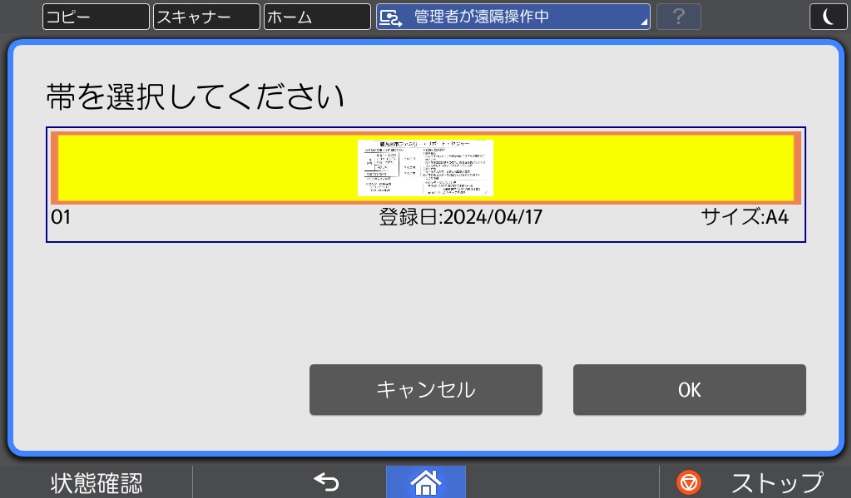 コピー
スキャナー
ホーム
管理者が遠隔操作中
?
帯を選択してください
01
登録日:2024/04/17
サイズ:A4
キャンセル
OK
状態確認
ストップ